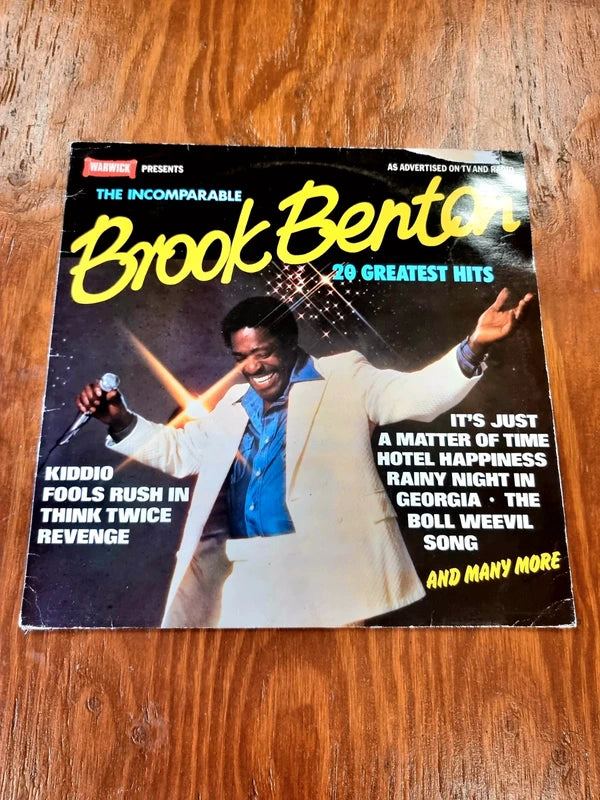 WARWICK PRESENTS
AS ADVERTISED ON TV AND RADIO
THE INCOMPARABLE
Brook Benton
20 GREATEST HITS
KIDDIO
FOOLS RUSH IN
THINK TWICE
REVENGE
IT'S JUST
A MATTER OF TIME
HOTEL HAPPINESS
RAINY NIGHT IN
GEORGIA • THE
BOLL WEEVIL
SONG
AND MANY MORE